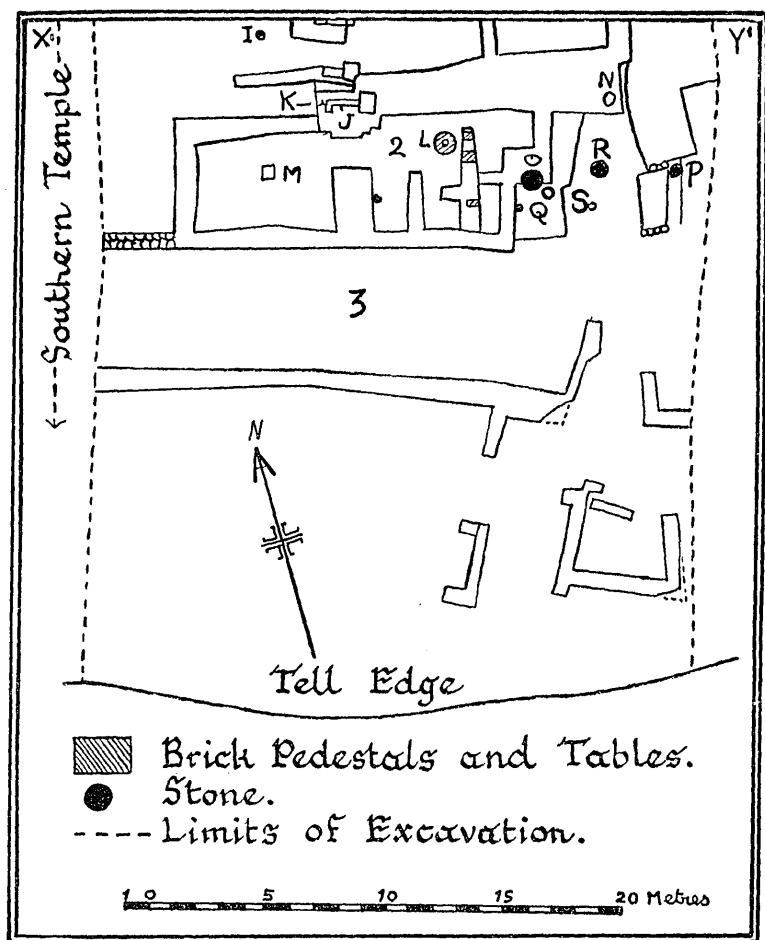 X
I
Y'
N
K
J
2
L
M
R
P
Q
S
<---Southern Temple
3
N
Tell Edge
Brick Pedestals and Tables.
Stone.
---- Limits of Excavation.
1 0 5 10 15 20 Metres